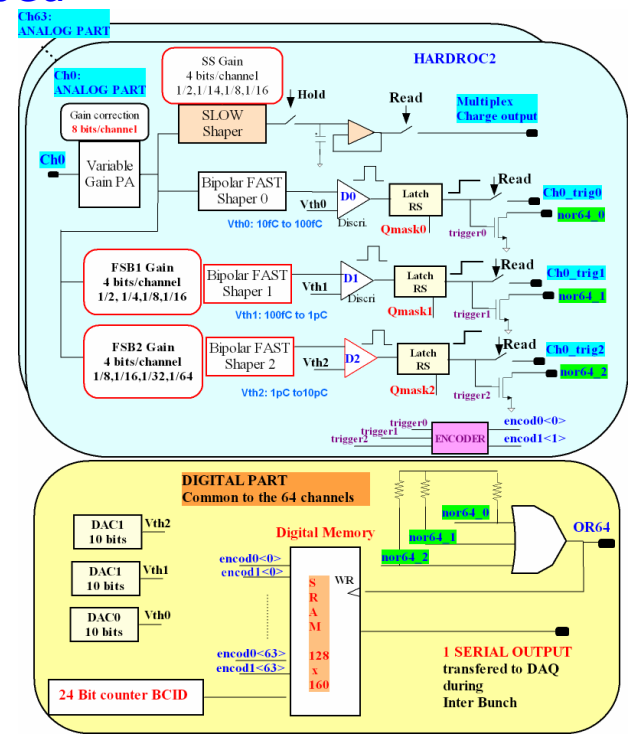 Ch63:
ANALOG PART
HARDROC2
Ch0:
ANALOG PART
SS Gain
4 bits/channel
1/2,1/14,1/8,1/16
Gain correction
8 bits/channel
SLOW
Shaper
Hold
Read
Multiplex
Charge output
Ch0
Variable
Gain PA
Bipolar FAST
Shaper 0
Vth0
D0
Discri.
Latch
RS
Read
Ch0_trig0
nor64_0
Vth0: 10fC to 100fC
Qmask0
trigger0
FSB1 Gain
4 bits/channel
1/2, 1/4,1/8,1/16
Bipolar FAST
Shaper 1
Vth1
D1
Discri
Latch
RS
Read
Ch0_trig1
nor64_1
Vth1: 100fC to 1pC
Qmask1
trigger1
FSB2 Gain
4 bits/channel
1/8,1/16,1/32,1/64
Bipolar FAST
Shaper 2
Vth2
D2
Latch
RS
Read
Ch0_trig2
nor64_2
Vth2: 1pC to10pC
Qmask2
trigger2
trigger0
trigger1
trigger2
ENCODER
encod0<0>
encod1<1>
DIGITAL PART
Common to the 64 channels
DAC1
10 bits
Vth2
DAC1
10 bits
Vth1
DAC0
10 bits
Vth0
Digital Memory
encod0<0>
encod1<0>
encod0<63>
encod1<63>
WR
S
R
A
M
128
x
160
nor64_0
nor64_1
nor64_2
OR64
1 SERIAL OUTPUT
transfered to DAQ
during
Inter Bunch
24 Bit counter BCID